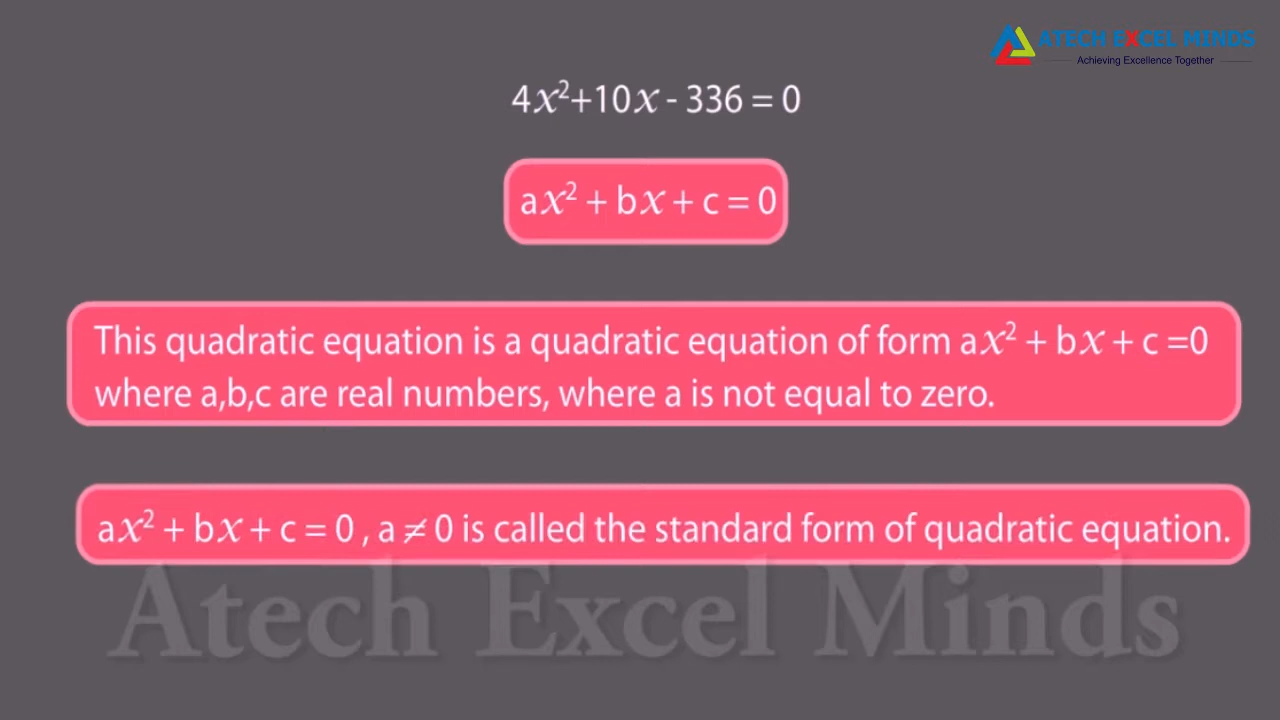 ATECH EXCEL MINDS
Achieving Excellence Together
4x²+10x - 336 = 0
ax² + bx + c = 0
This quadratic equation is a quadratic equation of form ax² + bx + c =0
where a,b,c are real numbers, where a is not equal to zero.
ax² + bx + c = 0 , a ≠ 0 is called the standard form of quadratic equation.
Atech Excel Minds